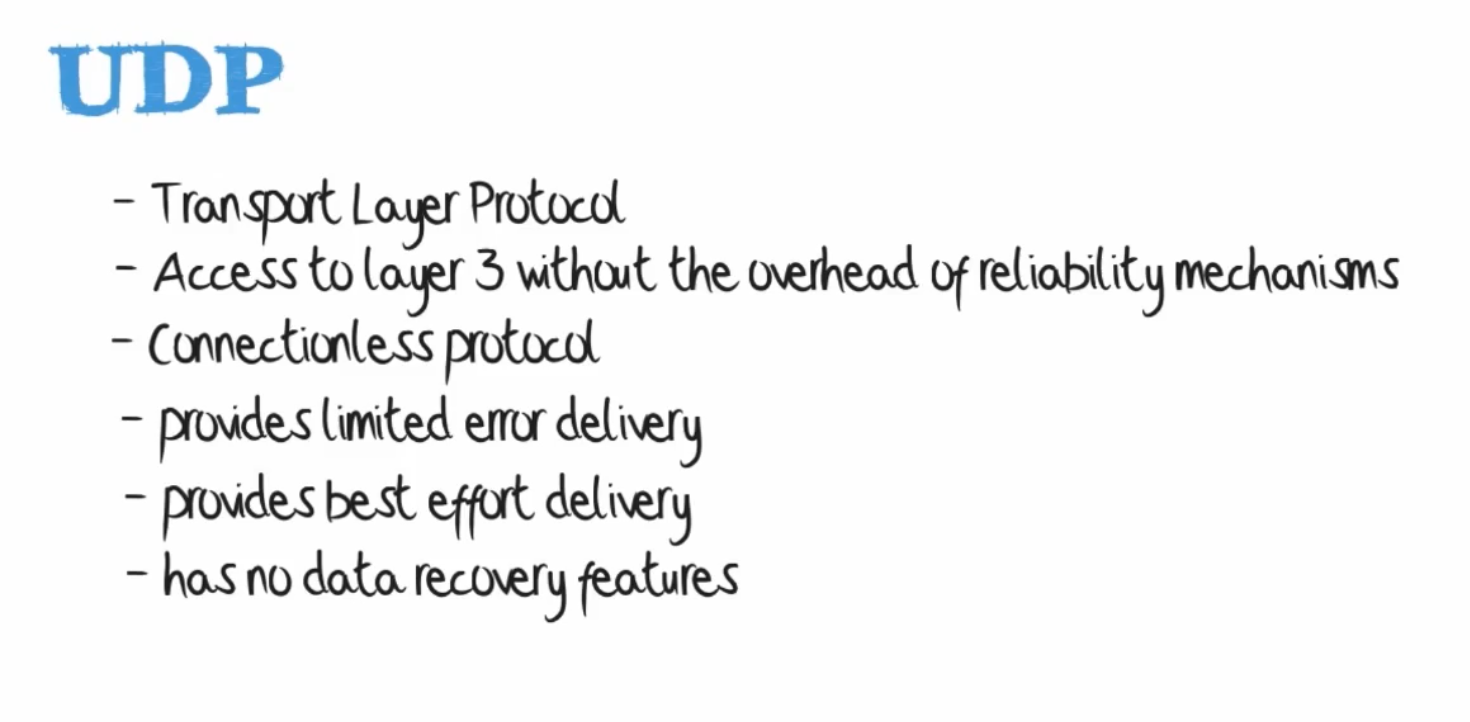 UDP
- Transport Layer Protocol
- Access to layer 3 without the overhead of reliability mechanisms
- Connectionless protocol
- provides limited error delivery
- provides best effort delivery
- has no data recovery features